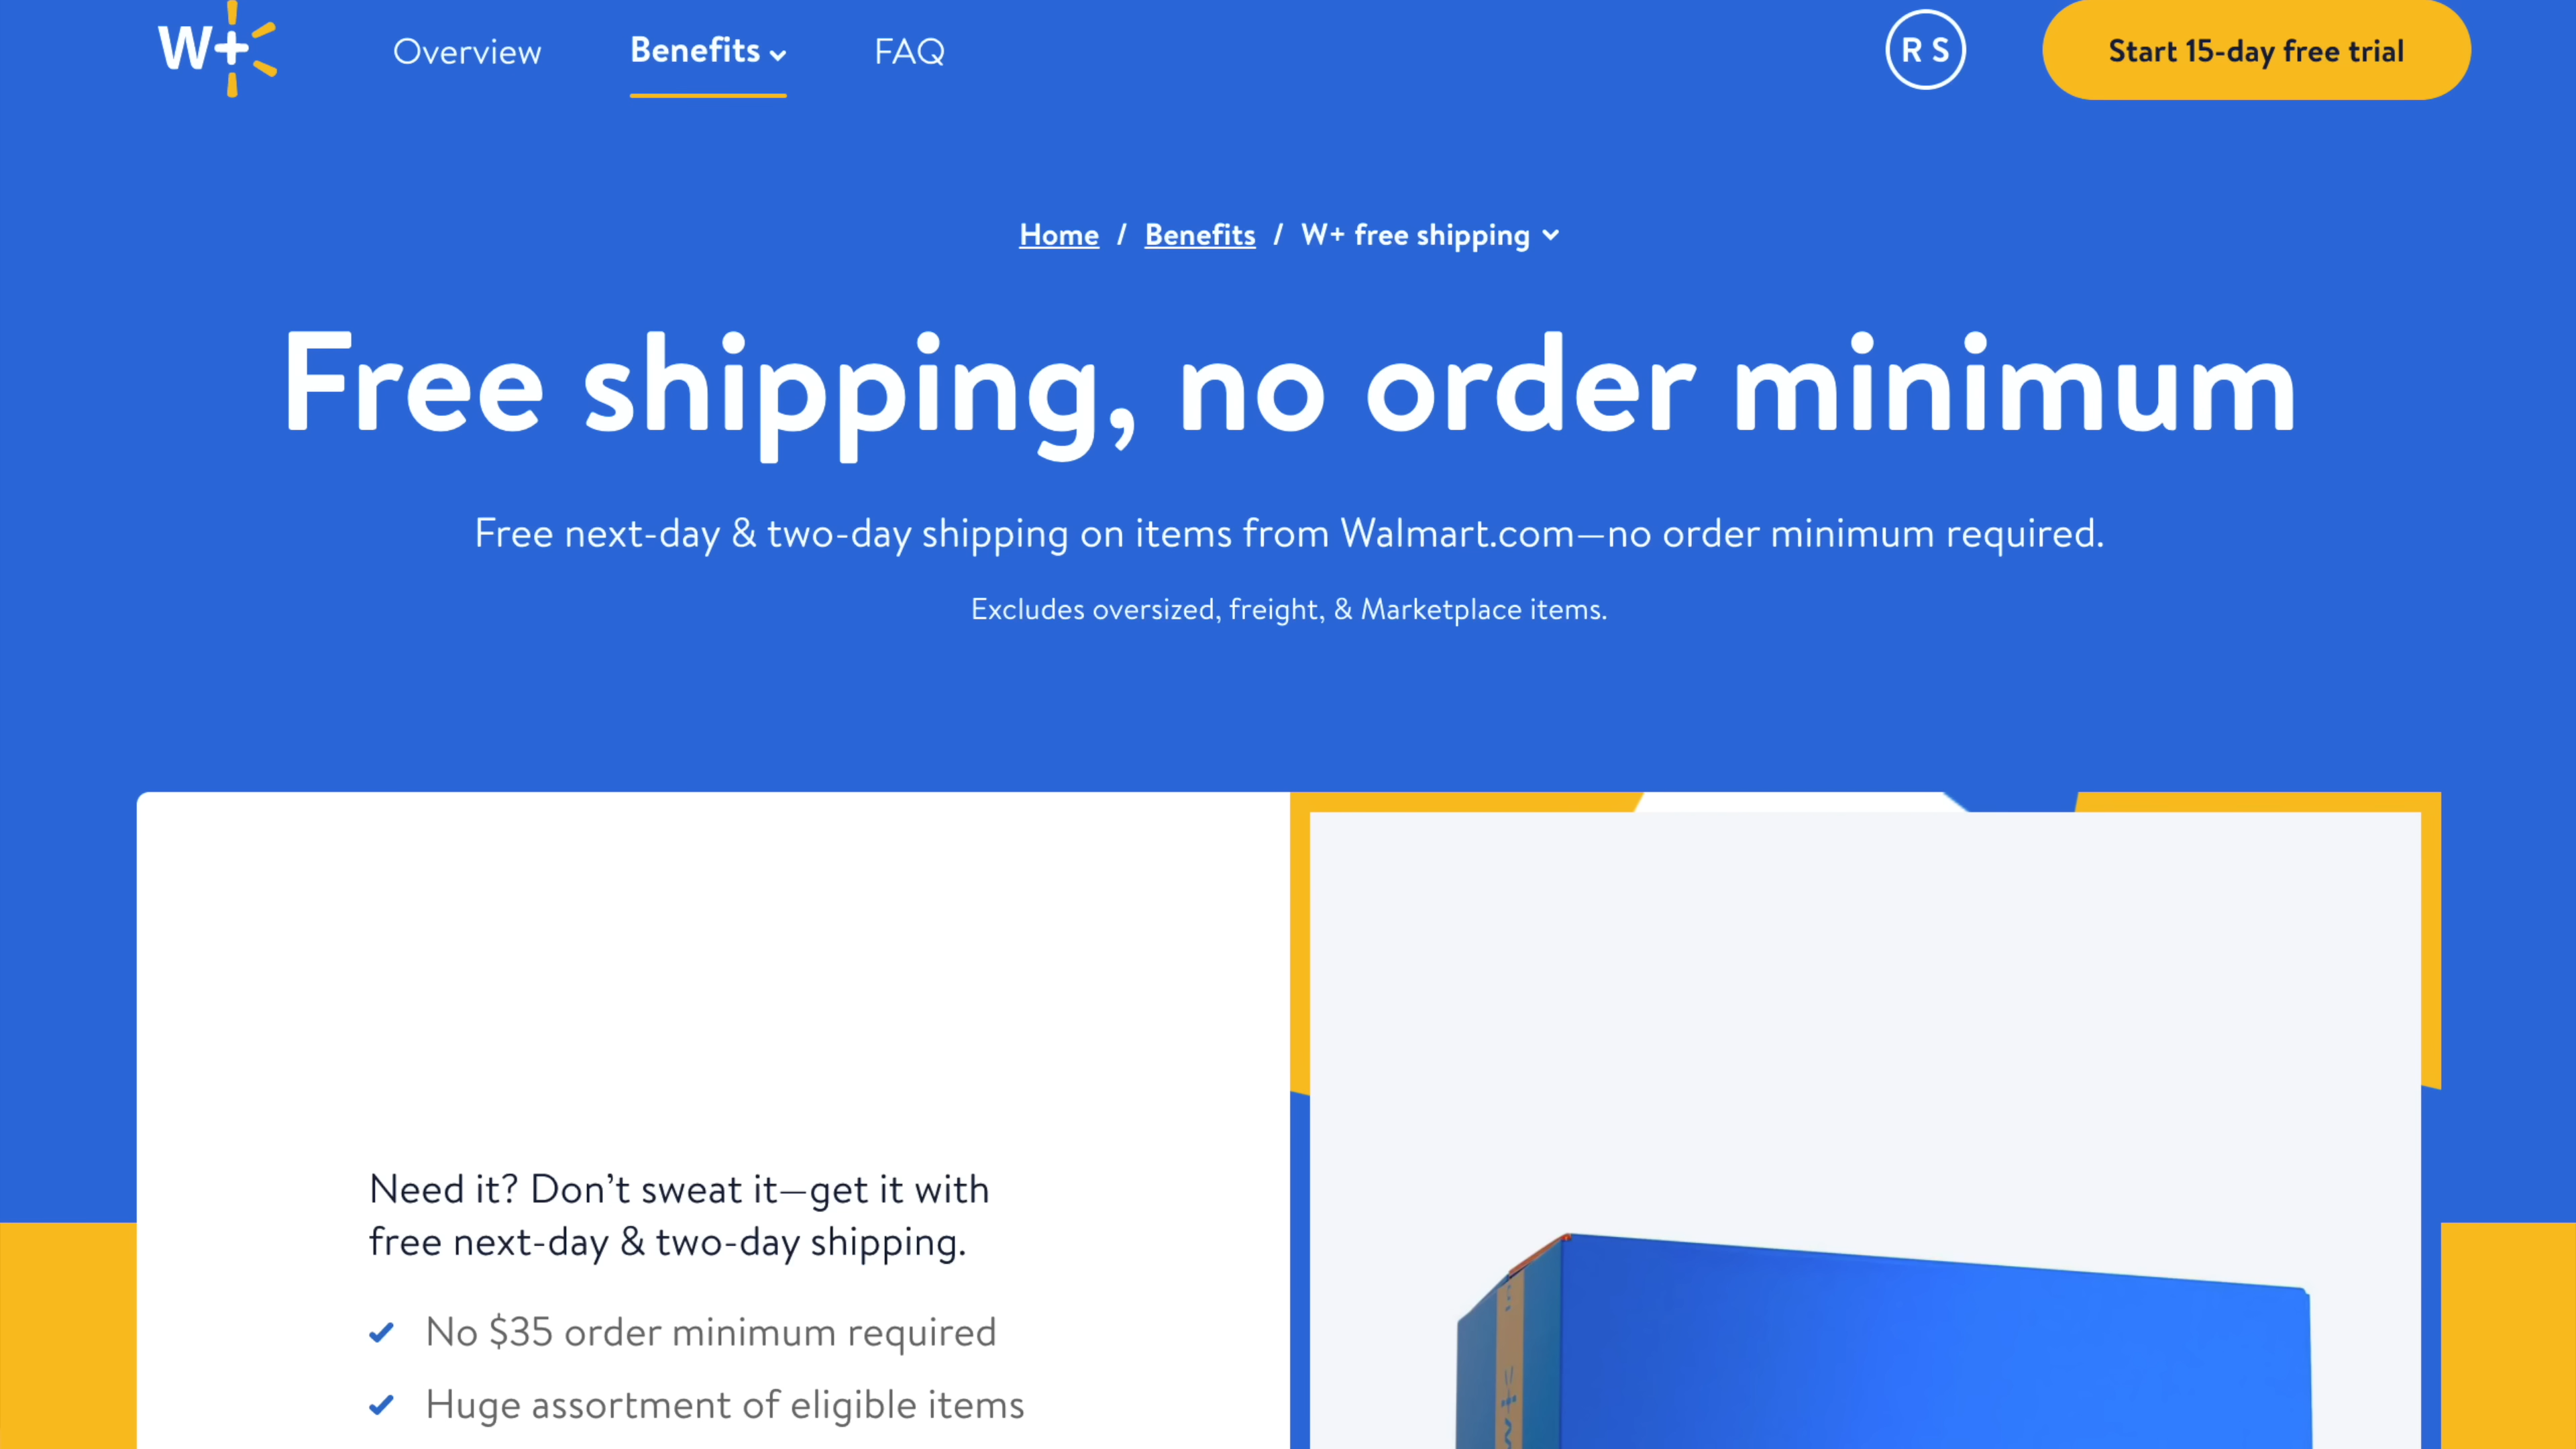 W+
Overview
Benefits
FAQ
R S
Start 15-day free trial
Home / Benefits / W+ free shipping
Free shipping, no order minimum
Free next-day & two-day shipping on items from Walmart.com—no order minimum required.
Excludes oversized, freight, & Marketplace items.
Need it? Don’t sweat it—get it with
free next-day & two-day shipping.
No $35 order minimum required
Huge assortment of eligible items
W+